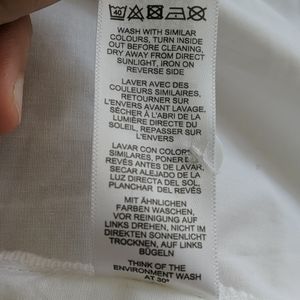 40
WASH WITH SIMILAR
COLOURS, TURN INSIDE
OUT BEFORE CLEANING,
DRY AWAY FROM DIRECT
SUNLIGHT, IRON ON
REVERSE SIDE
LAVER AVEC DES
COULEURS SIMILAIRES,
RETOURNER SUR
L'ENVERS AVANT LAVAGE,
SÉCHER À L'ABRI DE LA
LUMIÈRE DIRECTE DU
SOLEIL, REPASSER SUR
L'ENVERS
LAVAR CON COLOR
SIMILARES, PONER
REVÉS ANTES DE LAVAR,
SECAR ALEJADO DE LA
LUZ DIRECTA DEL SOL,
PLANCHAR DEL REVÉS
MIT ÄHNLICHEN
FARBEN WASCHEN,
VOR REINIGUNG AUF
LINKS DREHEN, NICHT IM
DIREKTEN SONNENLICHT
TROCKNEN, AUF LINKS
BÜGELN
THINK OF THE
ENVIRONMENT WASH
AT 30°